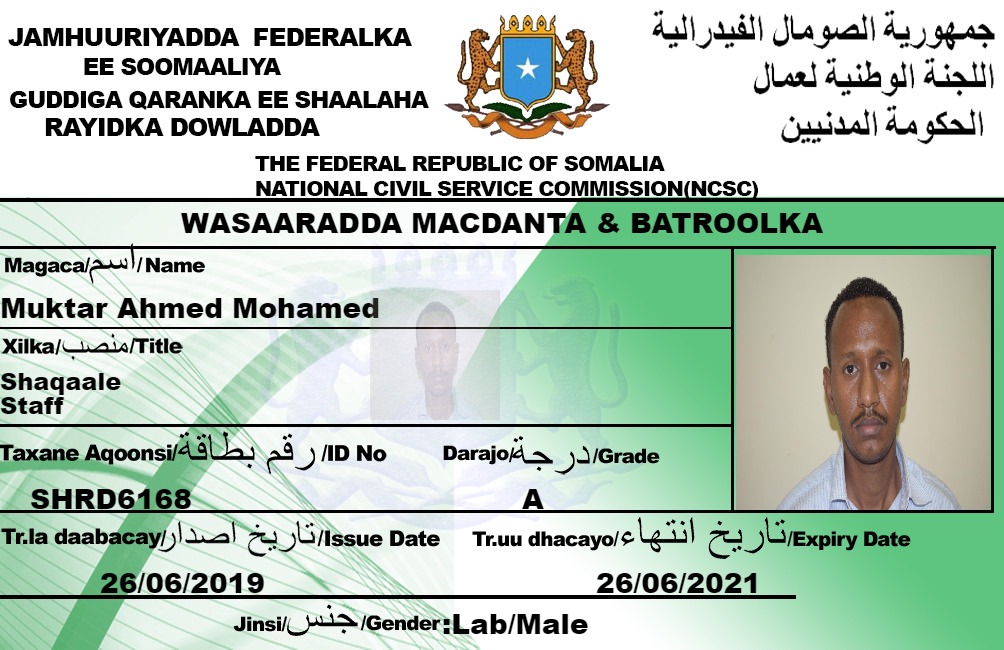 JAMHUURIYADDA FEDERALKA
EE SOOMAALIYA
GUDDIGA QARANKA EE SHAALAHA
RAYIDKA DOWLADDA
جمهورية الصومال الفيدرالية
اللجنة الوطنية لعمال
الحكومة المدنيين
THE FEDERAL REPUBLIC OF SOMALIA
NATIONAL CIVIL SERVICE COMMISSION(NCSC)
WASAARADDA MACDANTA & BATROOLKA
Magaca/اسم/Name
Muktar Ahmed Mohamed
Xilka/منصب/Title
Shaqaale
Staff
Taxane Aqoonsi/رقم بطاقة/ID No Darajo/درجة/Grade
SHRD6168 A
Tr.la daabacay/تاريخ اصدار/Issue Date Tr.uu dhacayo/تاريخ انتهاء/Expiry Date
26/06/2019 26/06/2021
Jinsi/جنس/Gender:Lab/Male